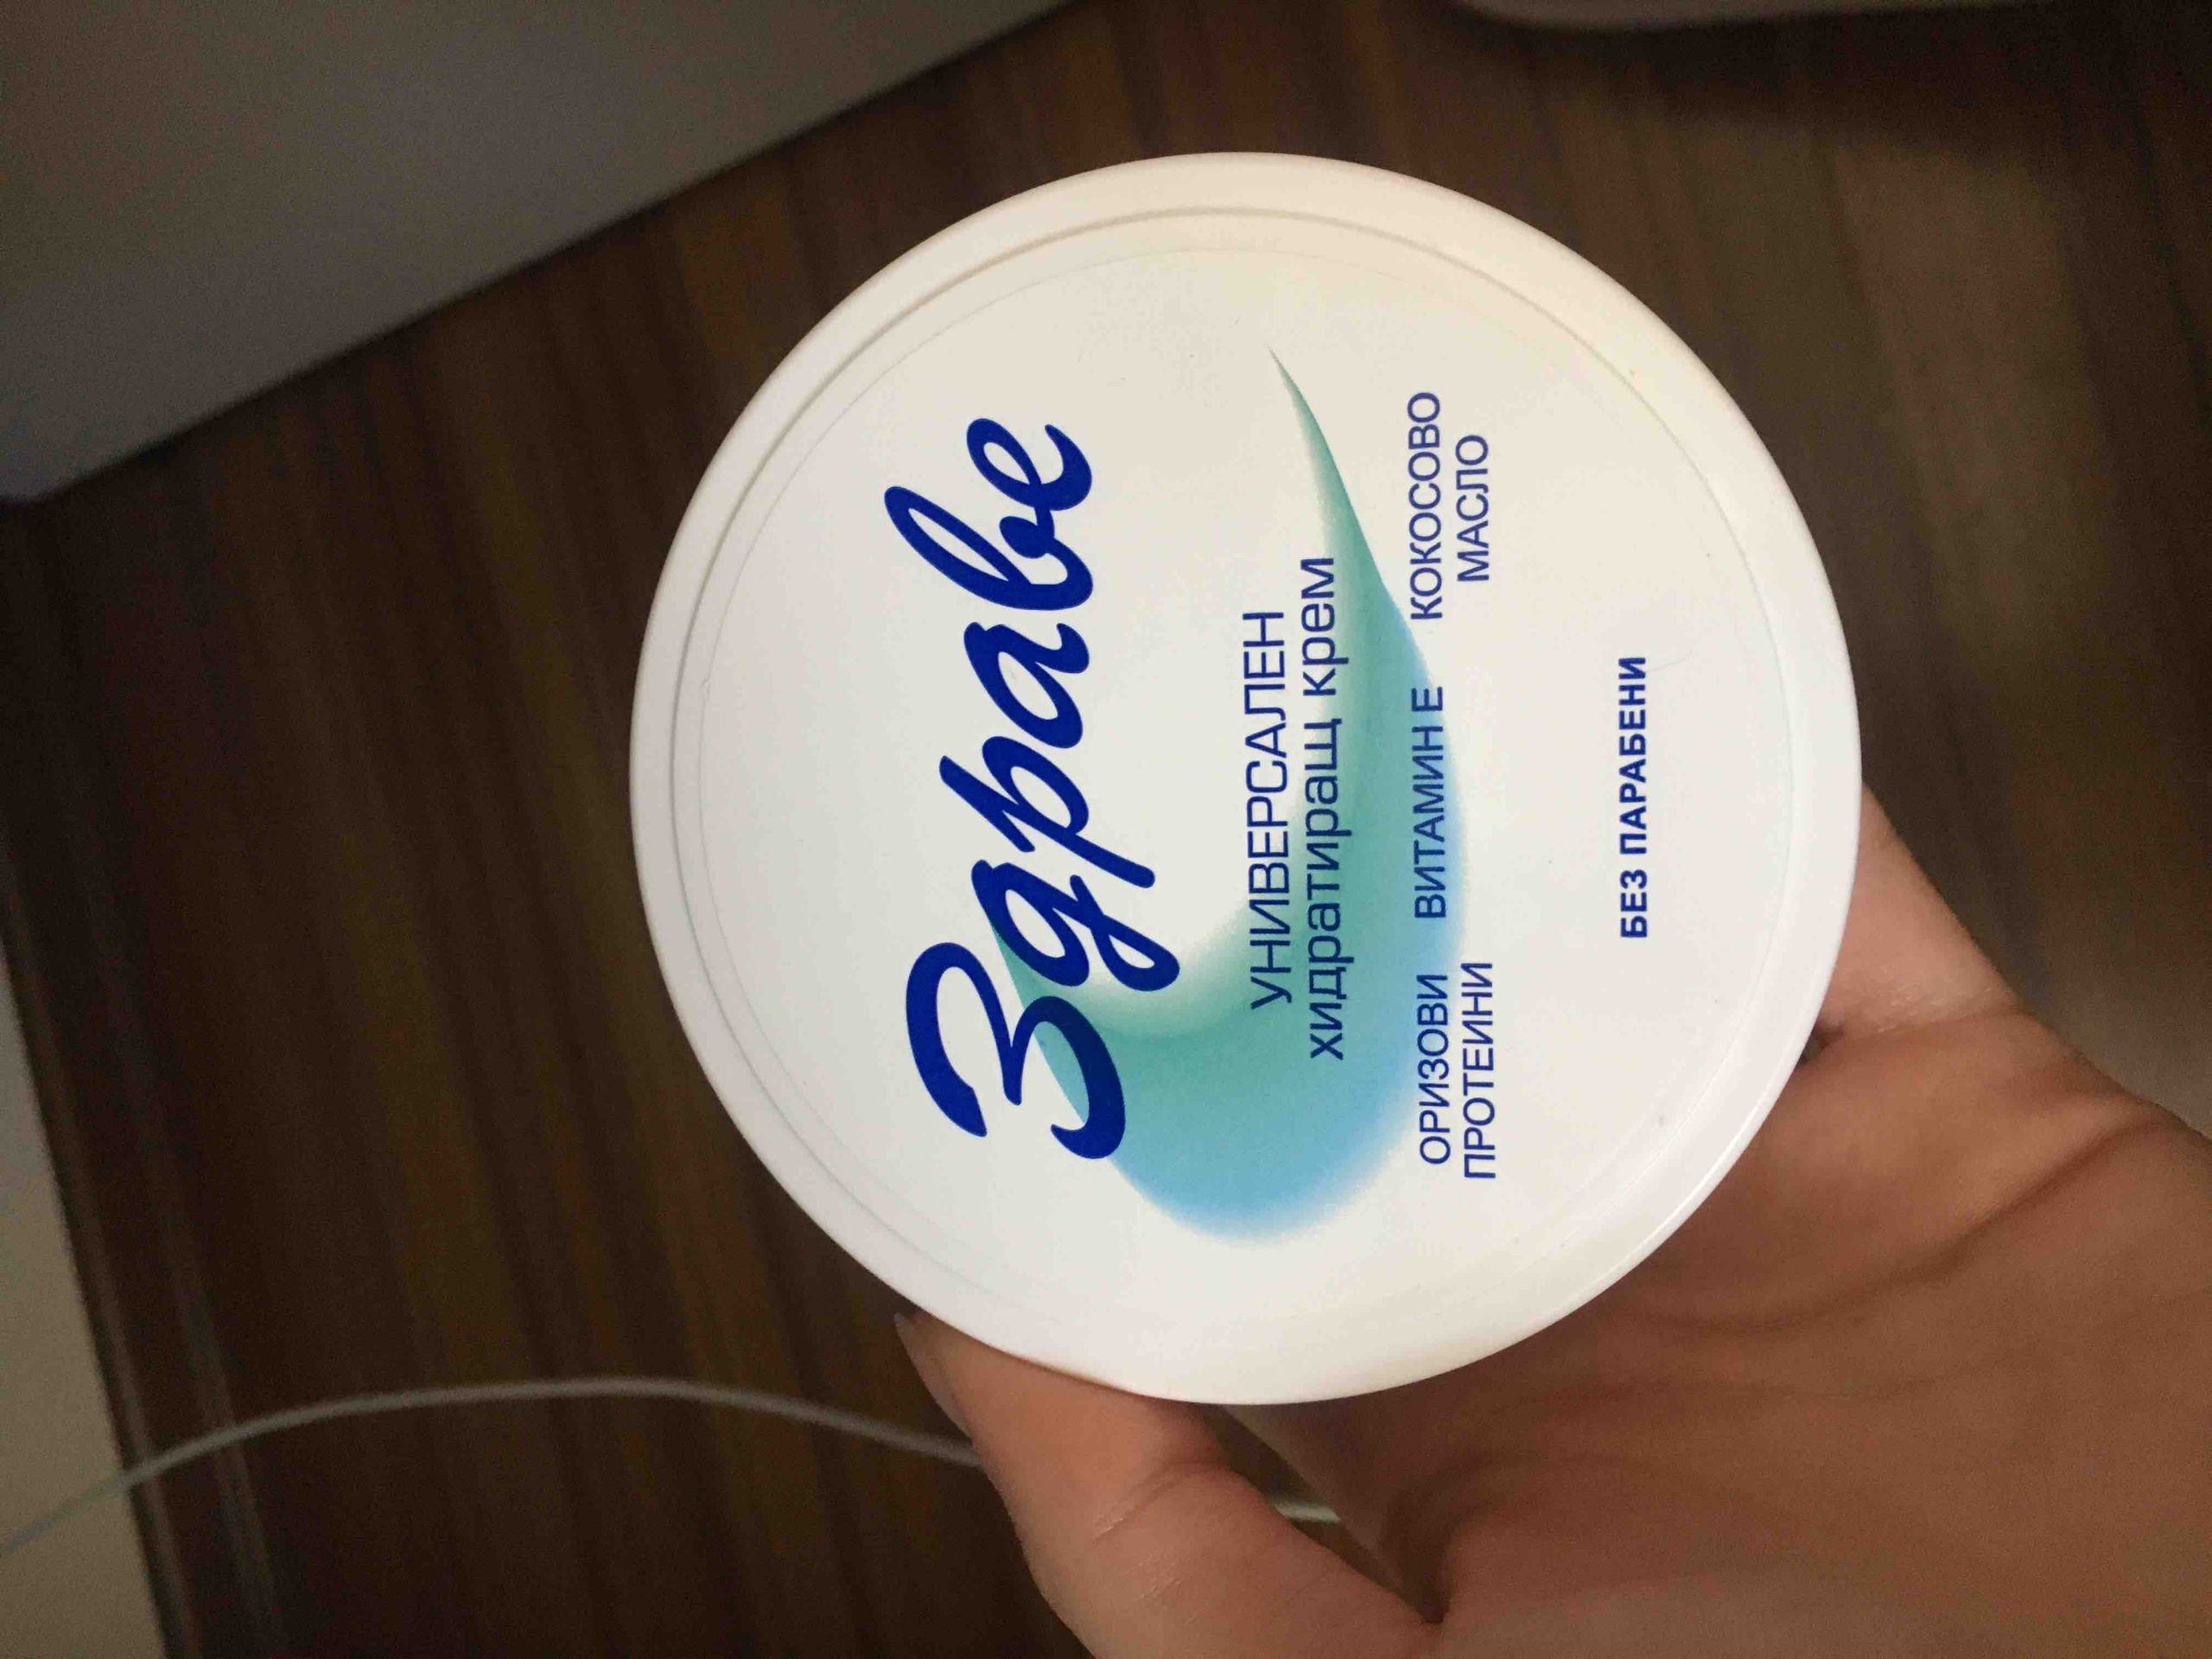 Здраве
УНИВЕРСАЛЕН
хидратиращ крем
ОРИЗОВИ ВИТАМИН Е КОКОСОВО
ПРОТЕИНИ МАСЛО
БЕЗ ПАРАБЕНИ